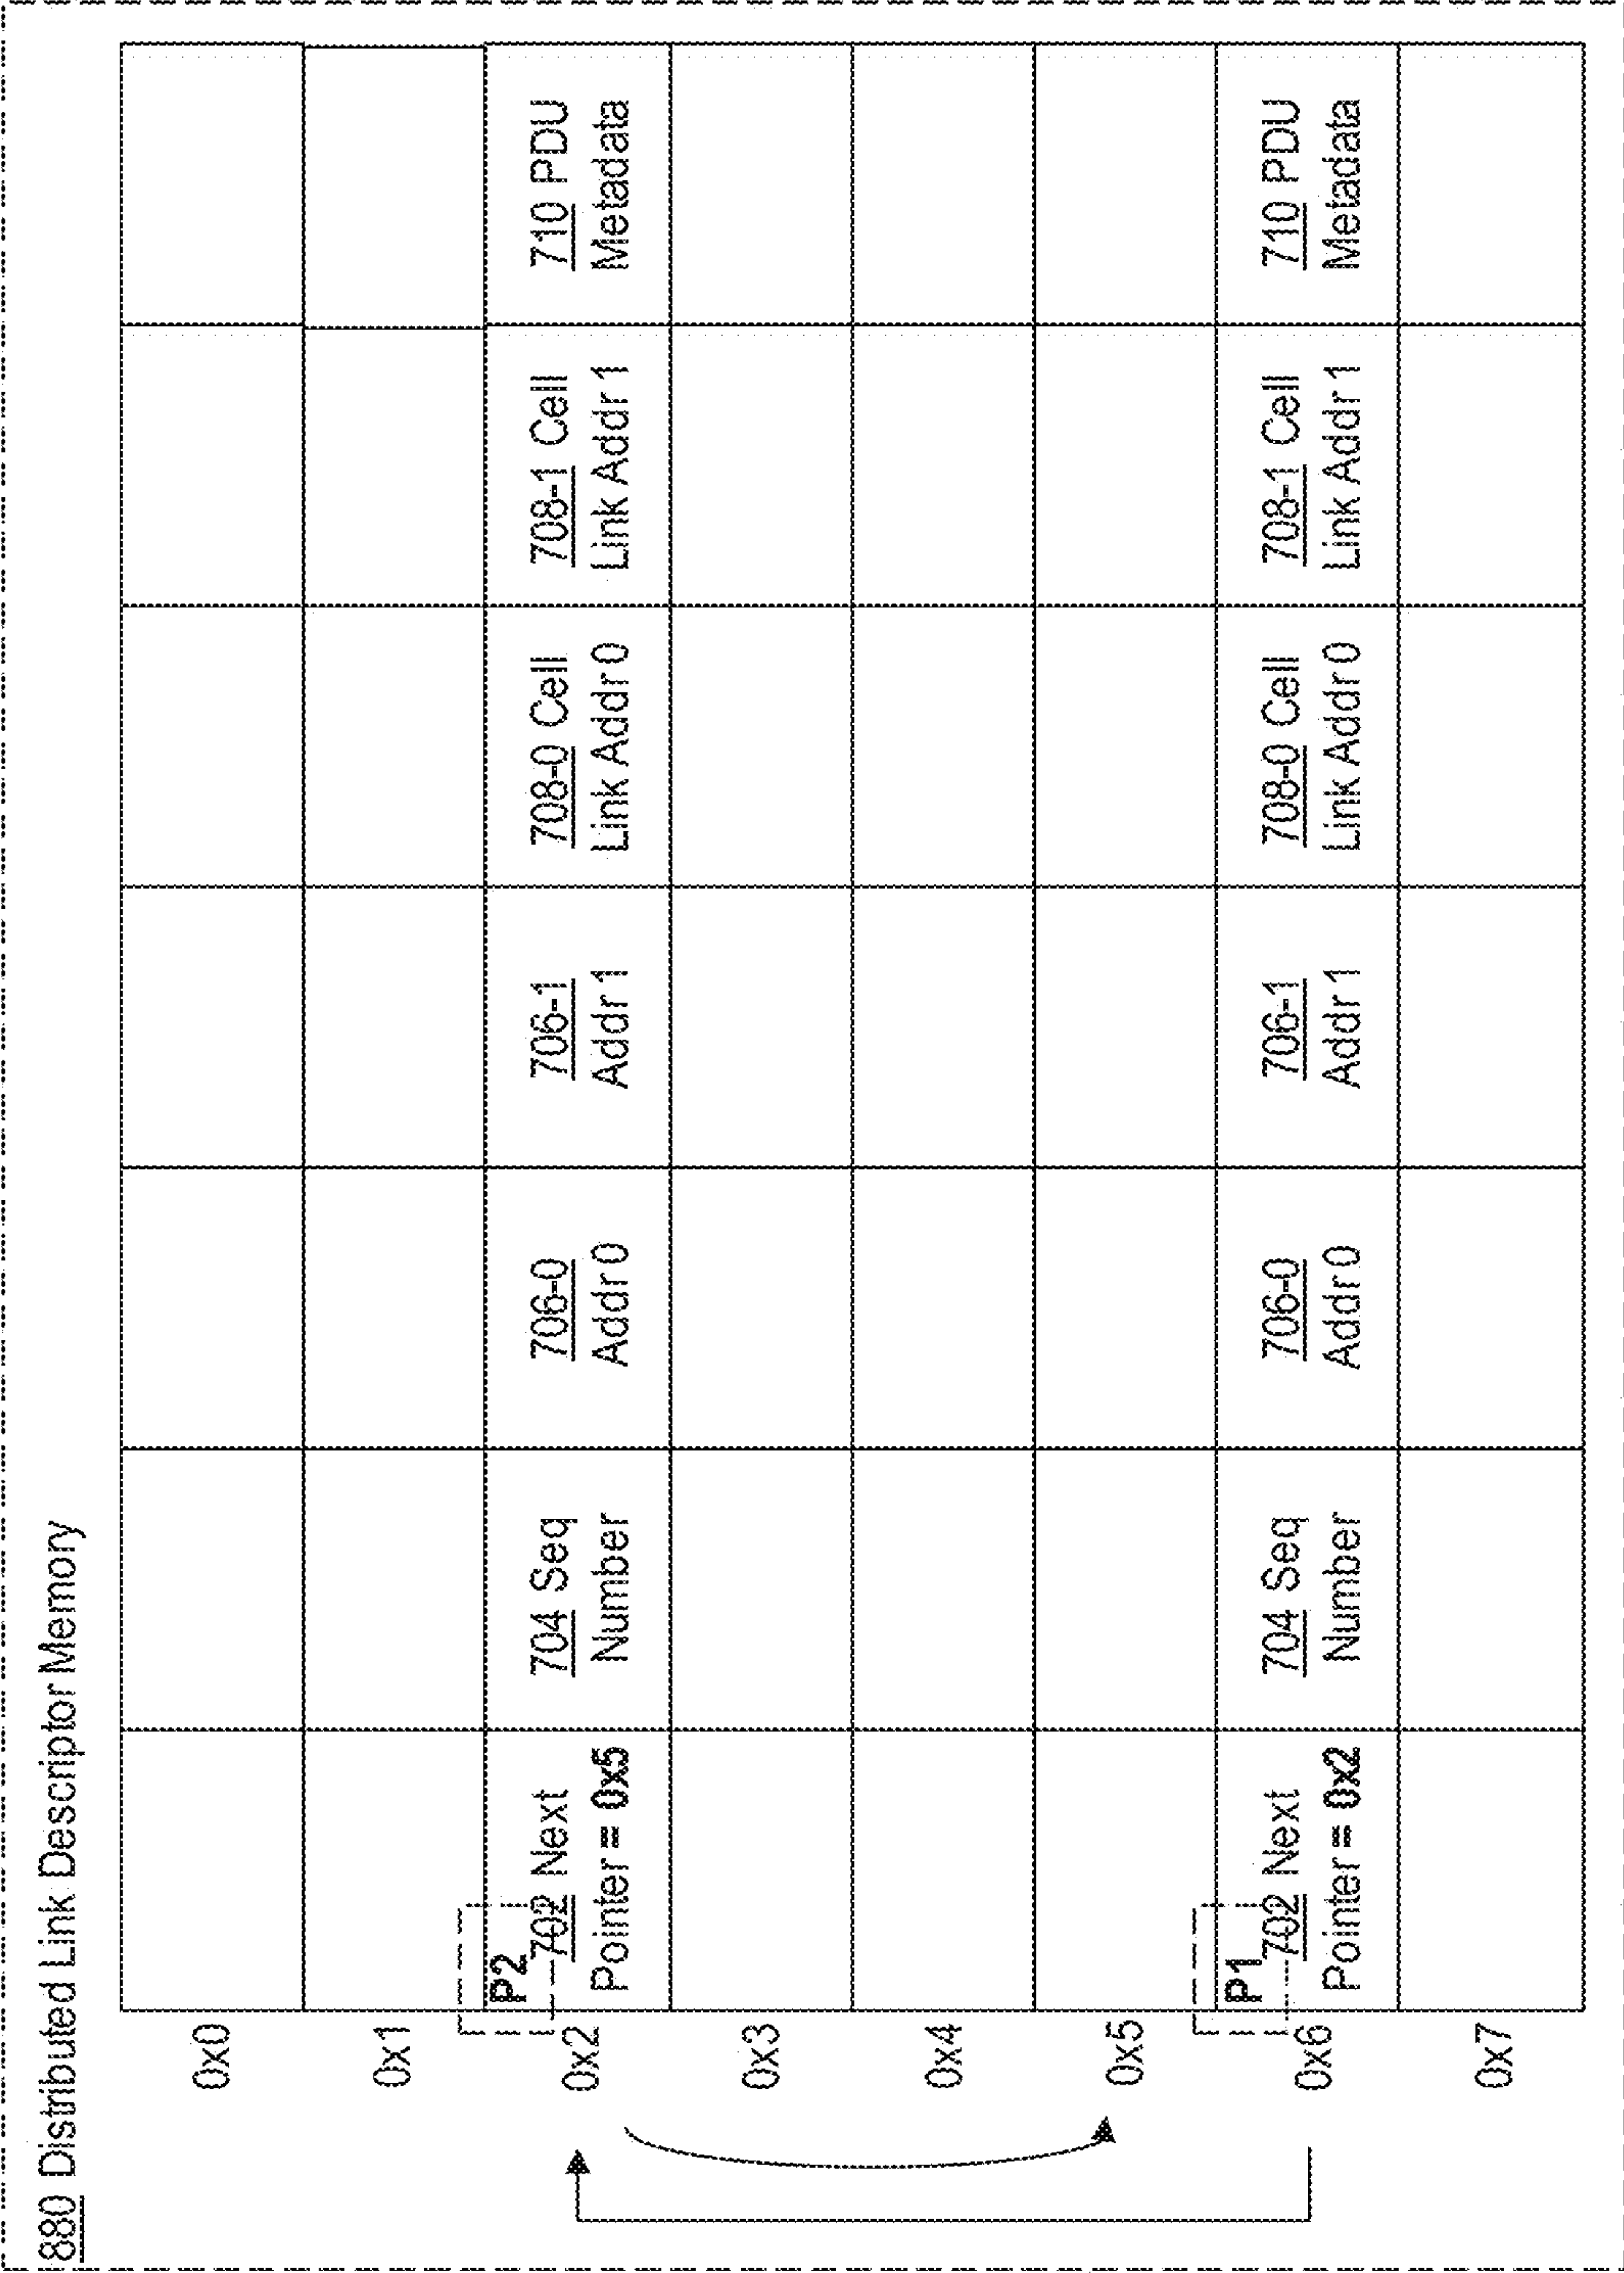 880 Distributed Link Descriptor Memory
0x0
0x1
0x2
P2
702 Next
Pointer = 0x5
704 Seq
Number
706-0
Addr 0
706-1
Addr 1
708-0 Cell
Link Addr 0
708-1 Cell
Link Addr 1
710 PDU
Metadata
0x3
0x4
0x5
0x6
P1
702 Next
Pointer = 0x2
704 Seq
Number
706-0
Addr 0
706-1
Addr 1
708-0 Cell
Link Addr 0
708-1 Cell
Link Addr 1
710 PDU
Metadata
0x7